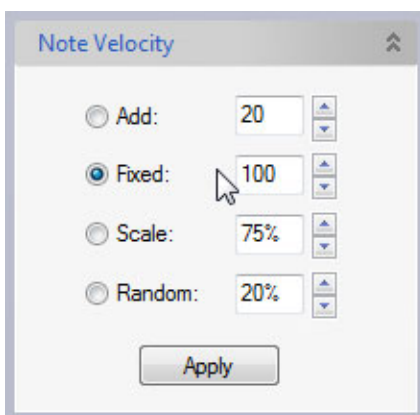 Note Velocity
Add: 20
Fixed: 100
Scale: 75%
Random: 20%
Apply